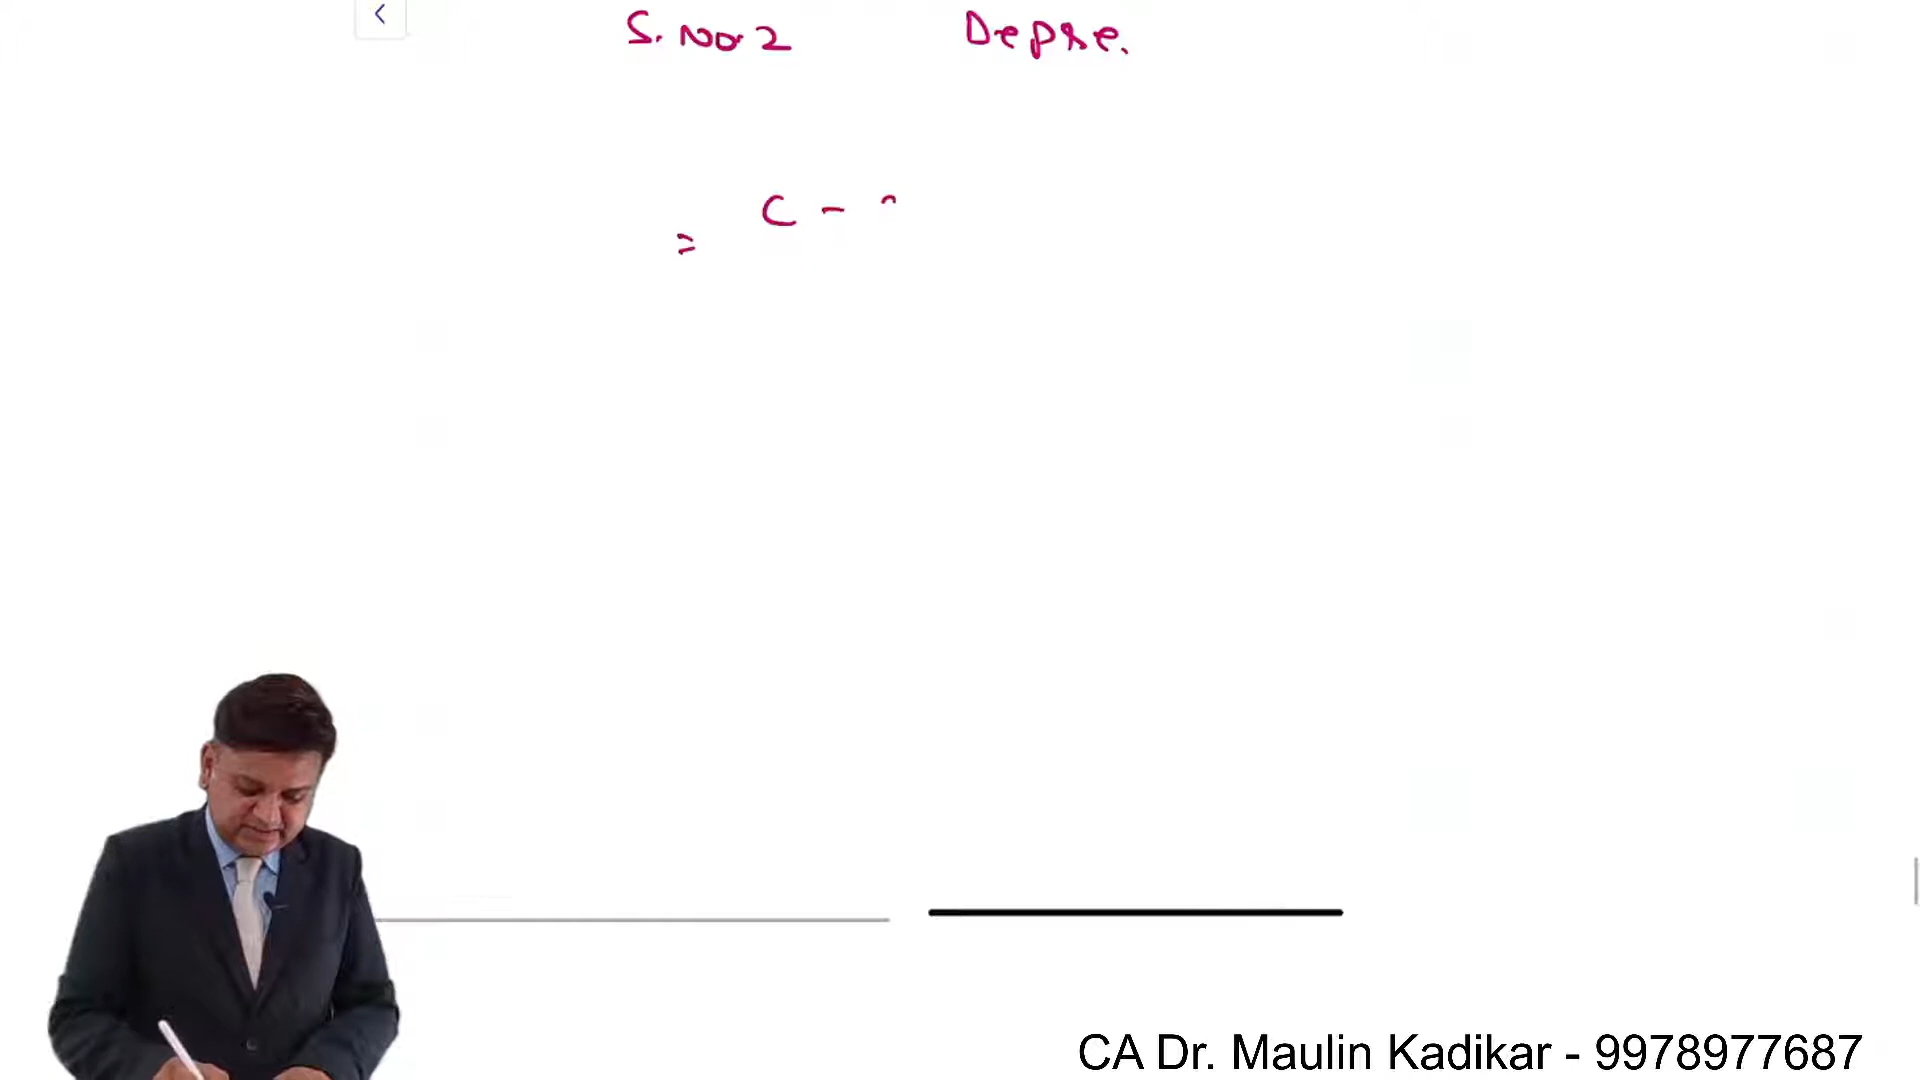 S. No. 2 Depre.
= C -
CA Dr. Maulin Kadikar - 9978977687